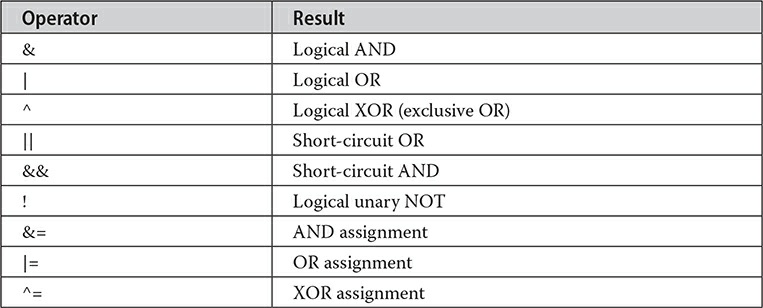 Operator Result
& Logical AND
| Logical OR
^ Logical XOR (exclusive OR)
|| Short-circuit OR
&& Short-circuit AND
! Logical unary NOT
&= AND assignment
|= OR assignment
^= XOR assignment